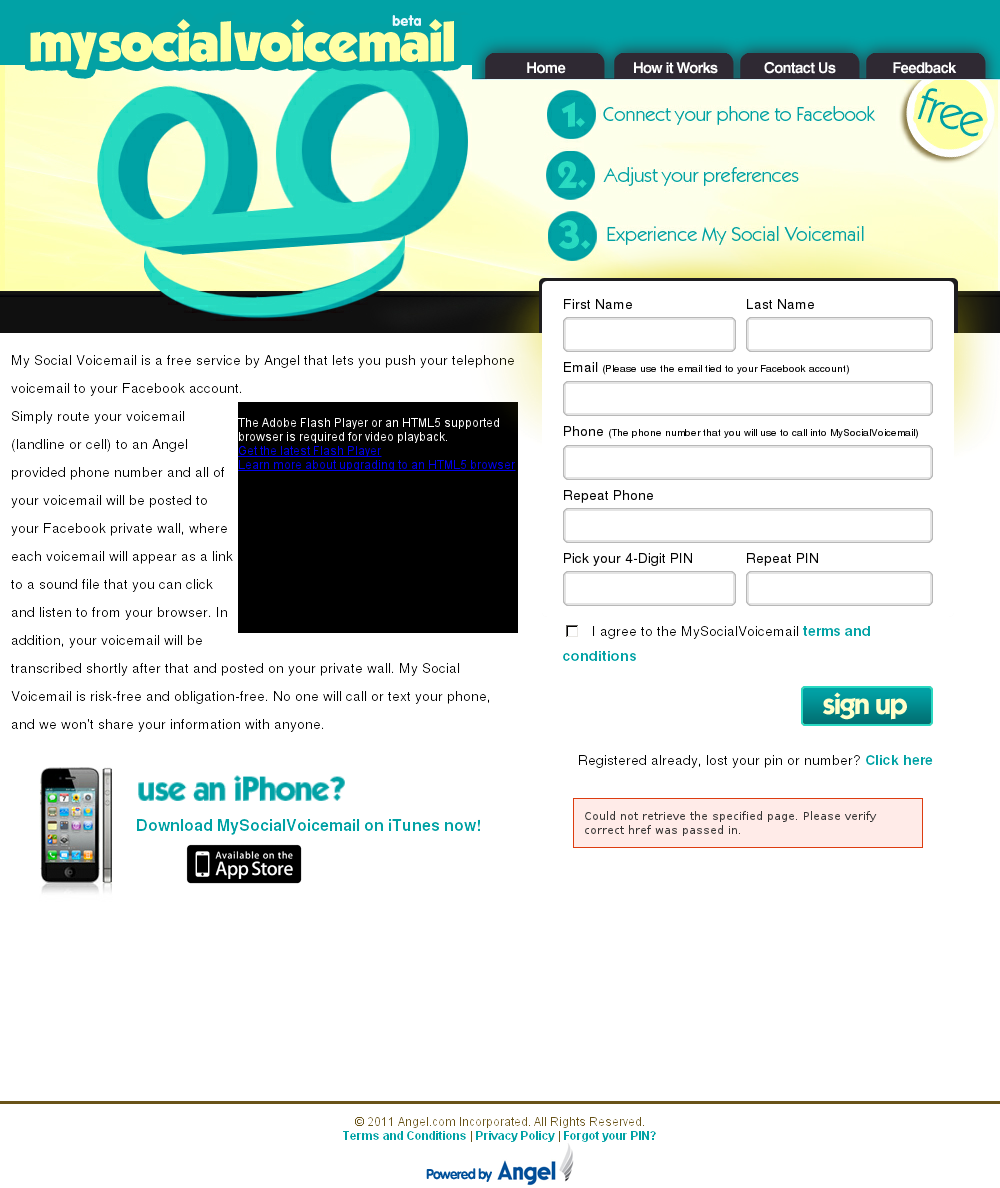 beta
mysocialvoicemail
Home
How it Works
Contact Us
Feedback
1. Connect your phone to Facebook
free
2. Adjust your preferences
3. Experience My Social Voicemail
My Social Voicemail is a free service by Angel that lets you push your telephone
voicemail to your Facebook account.
Simply route your voicemail
(landline or cell) to an Angel
provided phone number and all of
your voicemail will be posted to
your Facebook private wall, where
each voicemail will appear as a link
to a sound file that you can click
and listen to from your browser. In
addition, your voicemail will be
transcribed shortly after that and posted on your private wall. My Social
Voicemail is risk-free and obligation-free. No one will call or text your phone,
and we won't share your information with anyone.
The Adobe Flash Player or an HTML5 supported
browser is required for video playback.
Get the latest Flash Player
Learn more about upgrading to an HTML5 browser
use an iPhone?
Download MySocialVoicemail on iTunes now!
Available on the
App Store
First Name
Last Name
Email (Please use the email tied to your Facebook account)
Phone (The phone number that you will use to call into MySocialVoicemail)
Repeat Phone
Pick your 4-Digit PIN
Repeat PIN
I agree to the MySocialVoicemail terms and
conditions
sign up
Registered already, lost your pin or number? Click here
Could not retrieve the specified page. Please verify
correct href was passed in.
© 2011 Angel.com Incorporated. All Rights Reserved.
Terms and Conditions | Privacy Policy | Forgot your PIN?
Powered by Angel